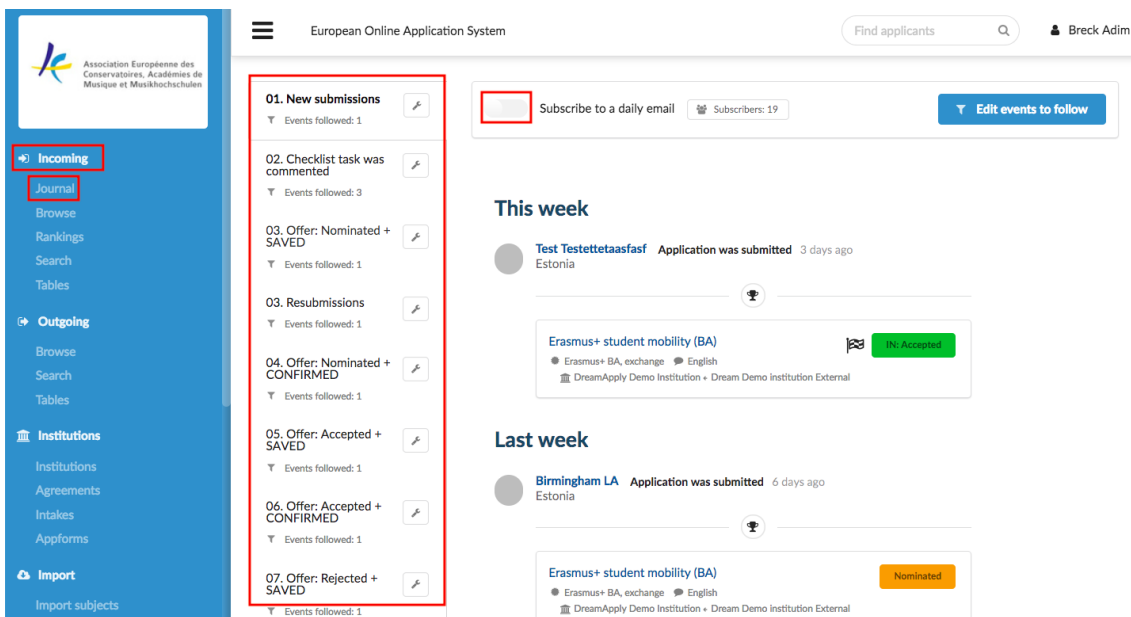 Association Européenne des
Conservatoires, Académies de
Musique et Musikhochschulen
Incoming
Journal
Browse
Rankings
Search
Tables
Outgoing
Browse
Search
Tables
Institutions
Institutions
Agreements
Intakes
Appforms
Import
Import subjects
European Online Application System
Find applicants
Breck Adim
01. New submissions
Events followed: 1
02. Checklist task was
commented
Events followed: 3
03. Offer: Nominated +
SAVED
Events followed: 1
03. Resubmissions
Events followed: 1
04. Offer: Nominated +
CONFIRMED
Events followed: 1
05. Offer: Accepted +
SAVED
Events followed: 1
06. Offer: Accepted +
CONFIRMED
Events followed: 1
07. Offer: Rejected +
SAVED
Events followed: 1
Subscribe to a daily email Subscribers: 19 Edit events to follow
This week
Test Testettetaasfasf Application was submitted 3 days ago
Estonia
Erasmus+ student mobility (BA) IN: Accepted
Erasmus+ BA, exchange English
DreamApply Demo Institution • Dream Demo institution External
Last week
Birmingham LA Application was submitted 6 days ago
Estonia
Erasmus+ student mobility (BA) Nominated
Erasmus+ BA, exchange English
DreamApply Demo Institution • Dream Demo institution External